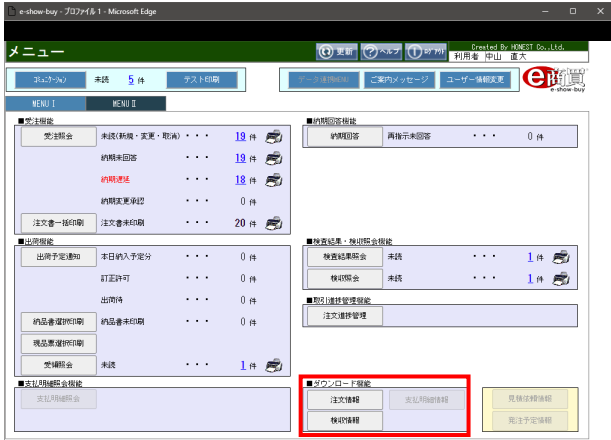 e-show-buy - プロファイル 1 - Microsoft Edge
メニュー
更新 ヘルプ ログアウト
Created By HONEST Co.,Ltd.
利用者 中山 直大
コミュニケーション 未読 5 件 テスト印刷
データ連携MENU ご案内メッセージ ユーザー情報変更
e商買
e-show-buy
MENU Ⅰ MENU Ⅱ
■受注機能
受注照会 未読(新規・変更・取消)・・・ 19 件
納期未回答 ・・・ 19 件
納期遅延 ・・・ 18 件
納期変更承認 ・・・ 0 件
注文書一括印刷 注文書未印刷 ・・・ 20 件
■納期回答機能
納期回答 再指示未回答 ・・・ 0 件
■出荷機能
出荷予定通知 本日納入予定分 ・・・ 0 件
訂正許可 ・・・ 0 件
出荷待 ・・・ 0 件
納品書選択印刷 納品書未印刷 ・・・ 0 件
現品票選択印刷
受領照会 未読 ・・・ 1 件
■検査結果・検収照会機能
検査結果照会 未読 ・・・ 1 件
検収照会 未読 ・・・ 1 件
■取引進捗管理機能
注文進捗管理
■支払明細照会機能
支払明細照会
■ダウンロード機能
注文情報 支払明細情報
検収情報
見積依頼情報
発注予定情報